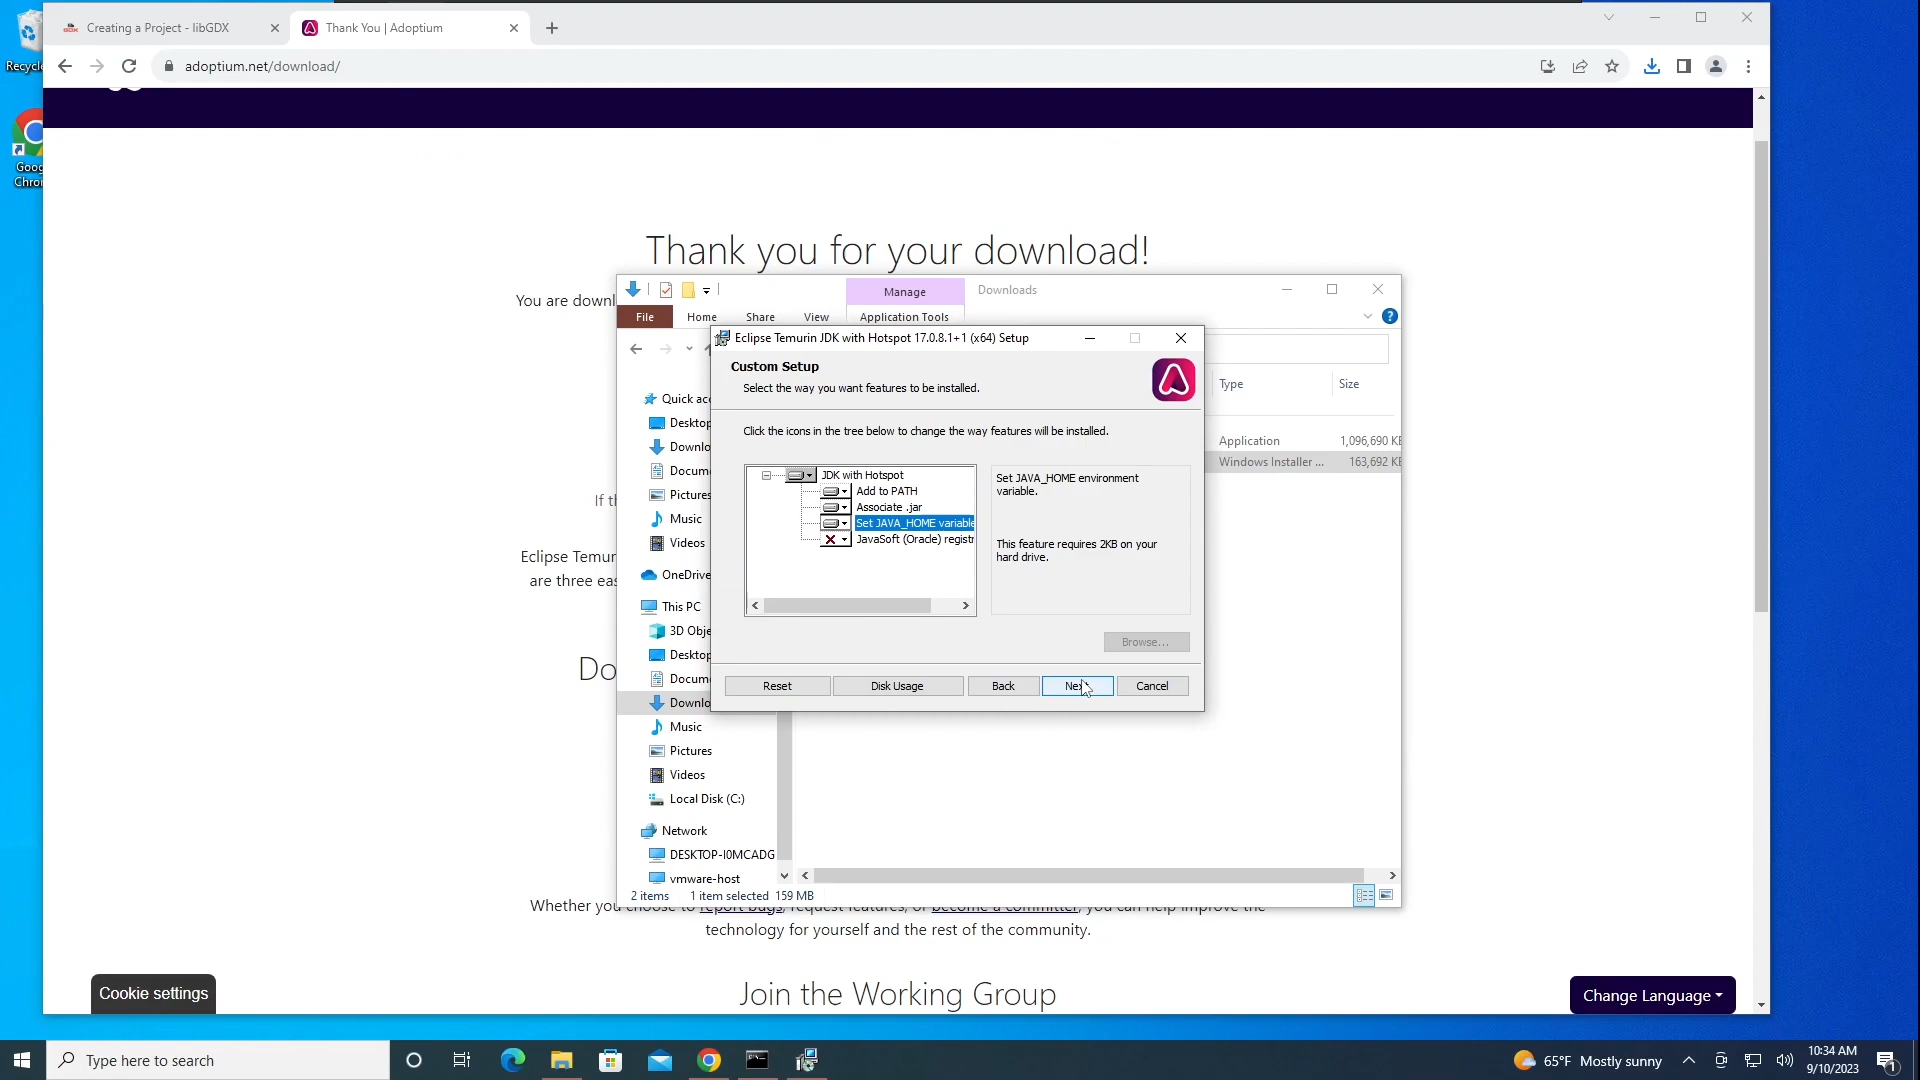 Recycle
Google
Chrom
Creating a Project - libGDX
Thank You | Adoptium
adoptium.net/download/
Thank you for your download!
You are downl
If th
Eclipse Temur
are three eas
Do
Manage
Downloads
File
Home
Share
View
Application Tools
Type
Size
Application
1,096,690 KE
Windows Installer ...
163,692 KE
Quick acc
Desktop
Downlo
Docum
Pictures
Music
Videos
OneDrive
This PC
3D Obje
Desktop
Docum
Downlo
Music
Pictures
Videos
Local Disk (C:)
Network
DESKTOP-I0MCADG
vmware-host
2 items
1 item selected
159 MB
Eclipse Temurin JDK with Hotspot 17.0.8.1+1 (x64) Setup
Custom Setup
Select the way you want features to be installed.
Click the icons in the tree below to change the way features will be installed.
JDK with Hotspot
Add to PATH
Associate .jar
Set JAVA_HOME variable
JavaSoft (Oracle) registr
Set JAVA_HOME environment
variable.
This feature requires 2KB on your
hard drive.
Browse...
Reset
Disk Usage
Back
Next
Cancel
Whether you choose to report bugs, request features, or become a committer, you can help improve the
technology for yourself and the rest of the community.
Join the Working Group
Cookie settings
Change Language
Type here to search
65°F Mostly sunny
10:34 AM
9/10/2023
1